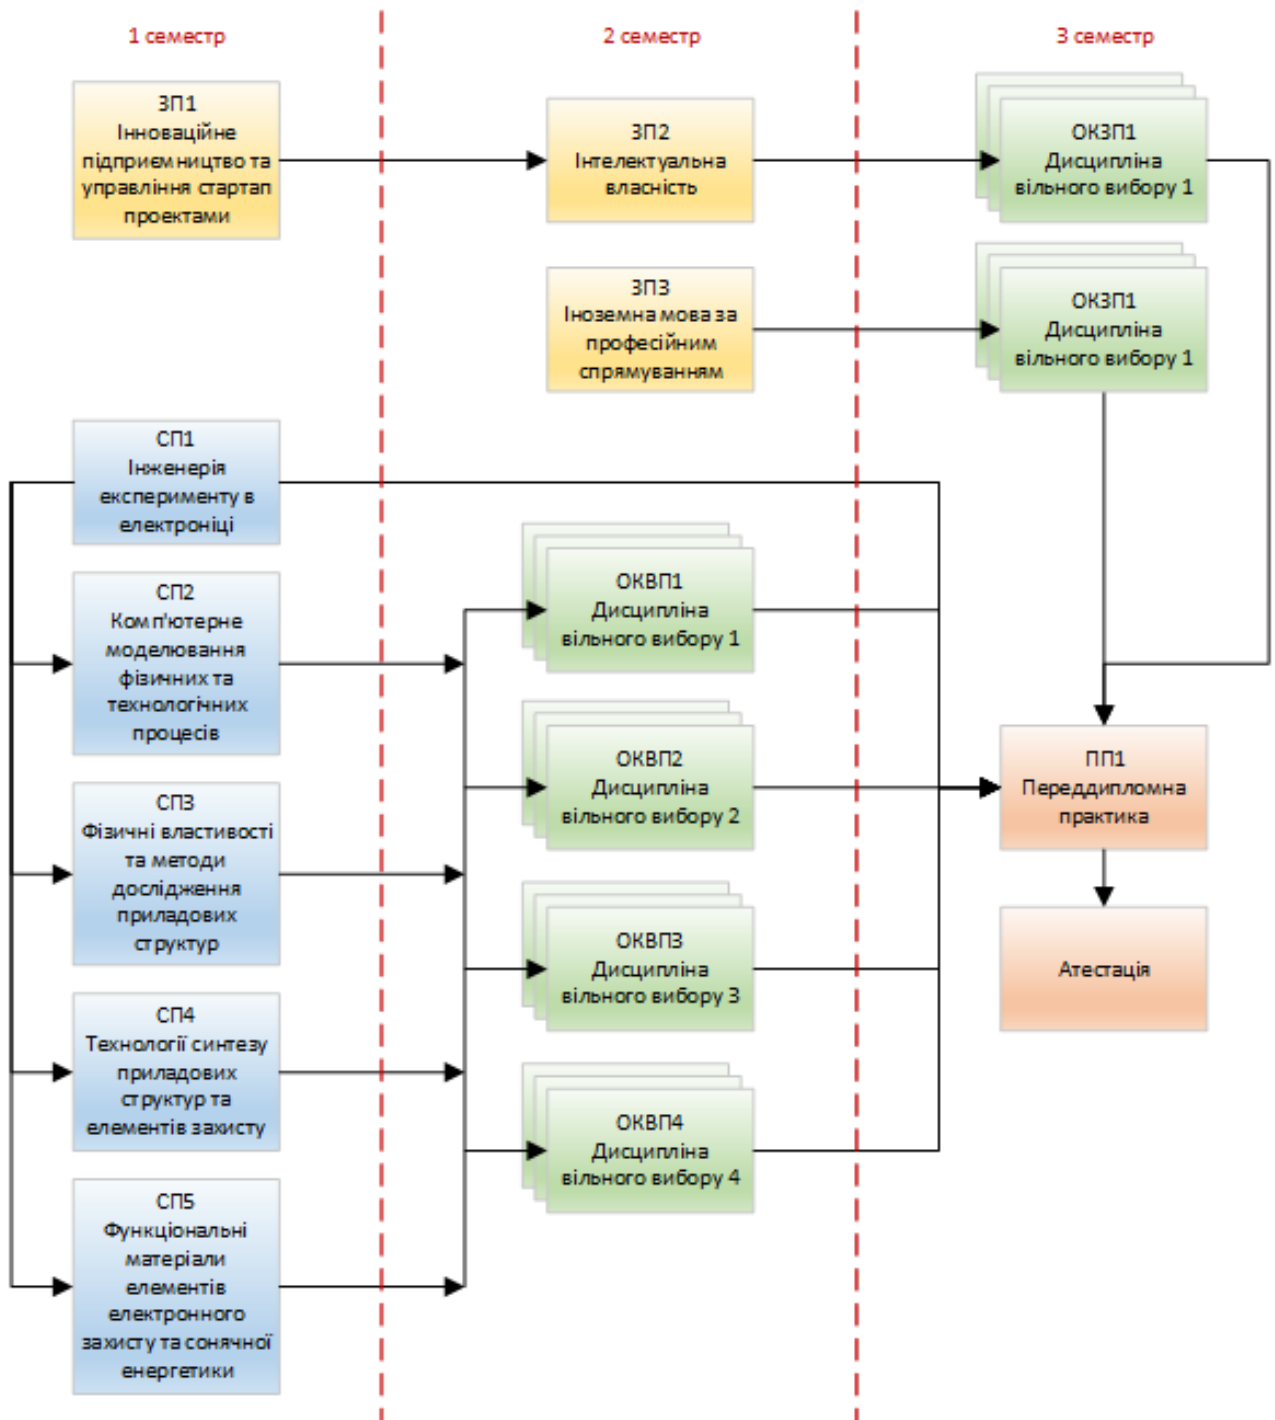 1 семестр
2 семестр
3 семестр
ЗП1
Інноваційне
підприємництво та
управління стартап
проектами
ЗП2
Інтелектуальна
власність
ОКЗП1
Дисципліна
вільного вибору 1
ЗП3
Іноземна мова за
професійним
спрямуванням
ОКЗП1
Дисципліна
вільного вибору 1
СП1
Інженерія
експерименту в
електроніці
СП2
Комп'ютерне
моделювання
фізичних та
технологічних
процесів
СП3
Фізичні властивості
та методи
дослідження
приладових
структур
СП4
Технології синтезу
приладових
структур та
елементів захисту
СП5
Функціональні
матеріали
елементів
електронного
захисту та сонячної
енергетики
ОКВП1
Дисципліна
вільного вибору 1
ОКВП2
Дисципліна
вільного вибору 2
ОКВП3
Дисципліна
вільного вибору 3
ОКВП4
Дисципліна
вільного вибору 4
ПП1
Переддипломна
практика
Атестація